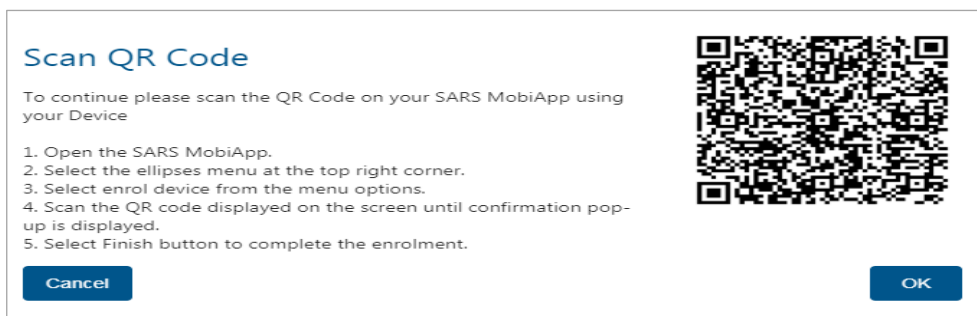 Scan QR Code
To continue please scan the QR Code on your SARS MobiApp using
your Device
1. Open the SARS MobiApp.
2. Select the ellipses menu at the top right corner.
3. Select enrol device from the menu options.
4. Scan the QR code displayed on the screen until confirmation pop-
up is displayed.
5. Select Finish button to complete the enrolment.
Cancel
OK